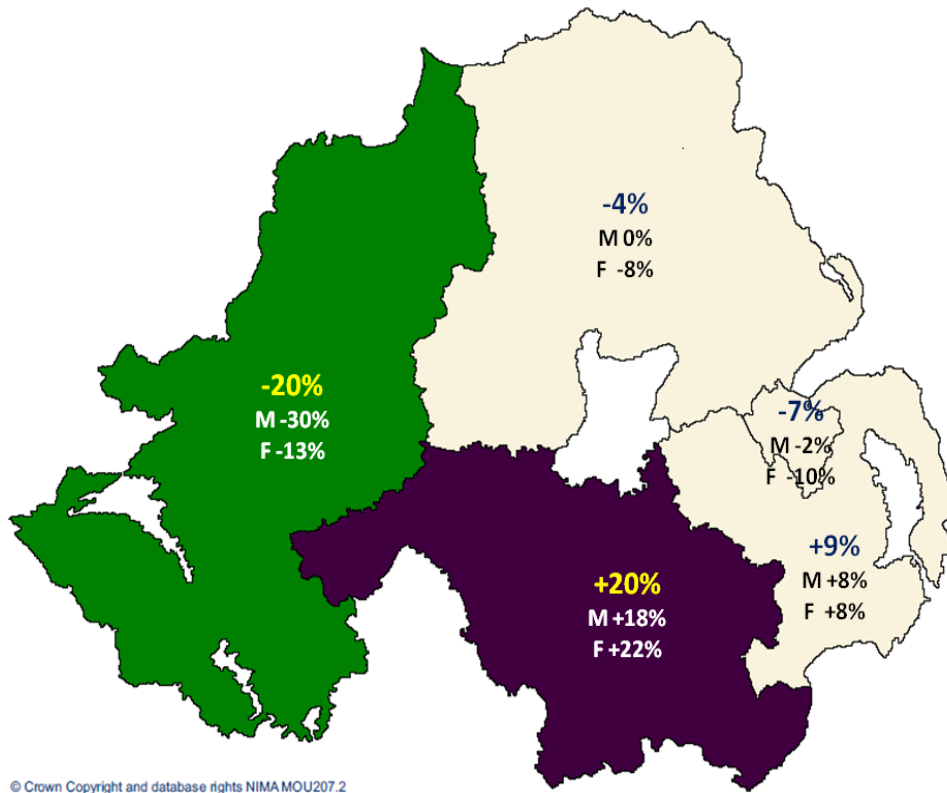 -4%
M 0%
F -8%
-20%
M -30%
F -13%
-7%
M -2%
F -10%
+9%
M +8%
F +8%
+20%
M +18%
F +22%
© Crown Copyright and database rights NIMA MOU207.2